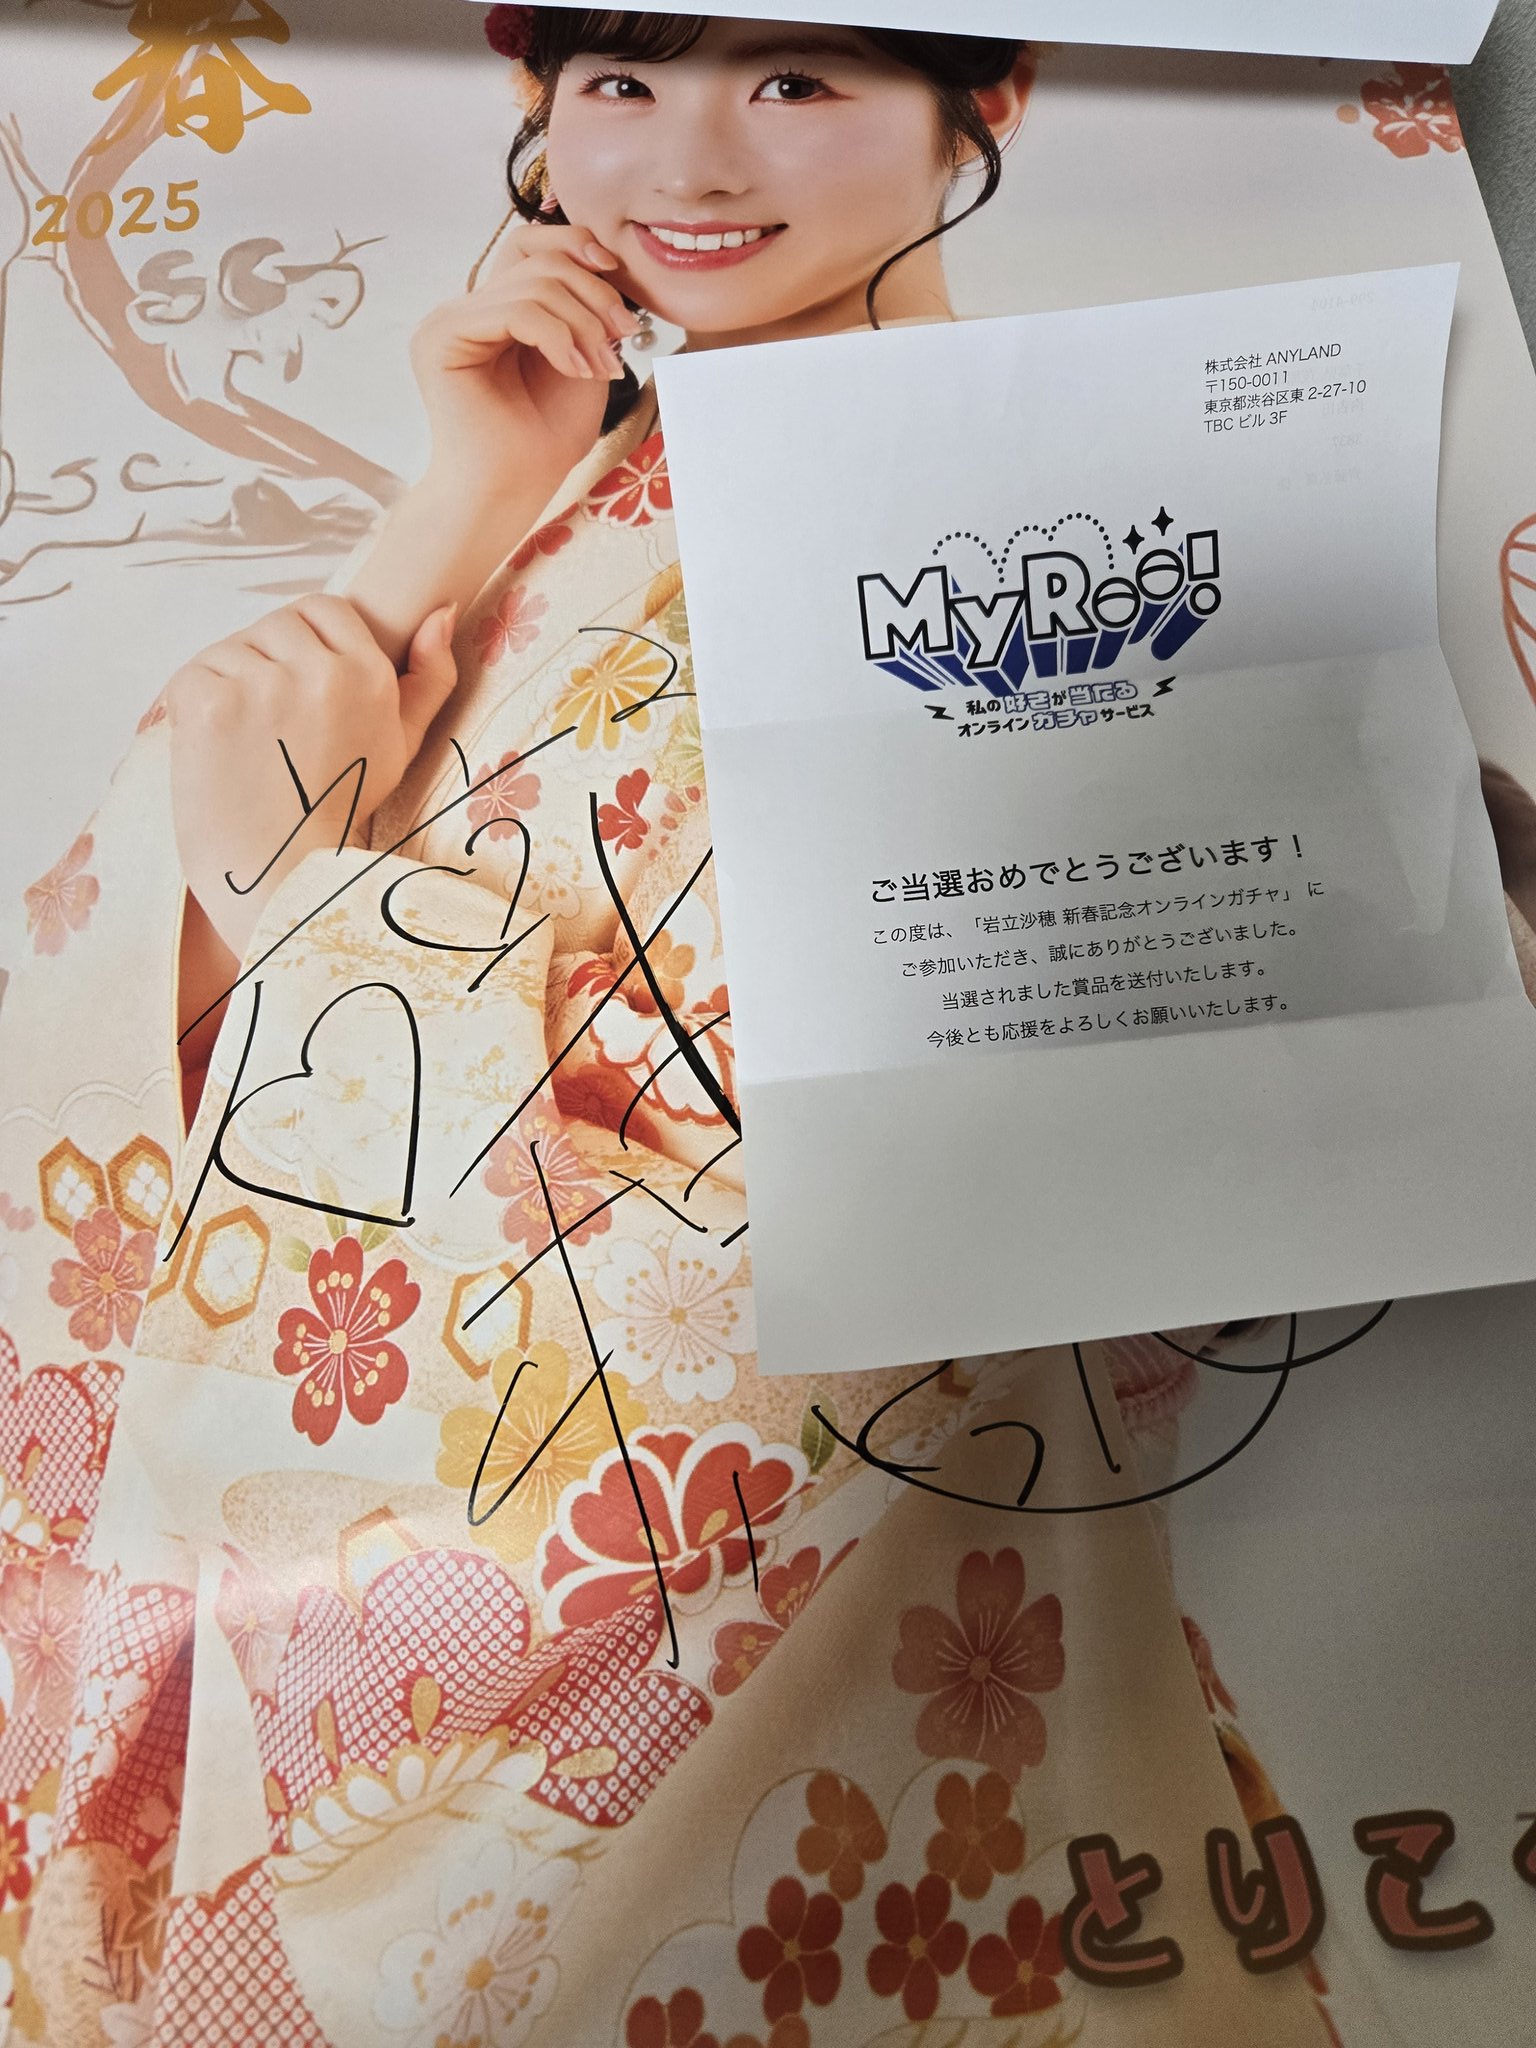 春
2025
株式会社 ANYLAND
〒150-0011
東京都渋谷区東 2-27-10
TBC ビル 3F
MyRoo!
私の好きが当たる
オンラインガチャサービス
ご当選おめでとうございます！
この度は、「岩立沙穂 新春記念オンラインガチャ」 に
ご参加いただき、誠にありがとうございました。
当選されました賞品を送付いたします。
今後とも応援をよろしくお願いいたします。
とりこ